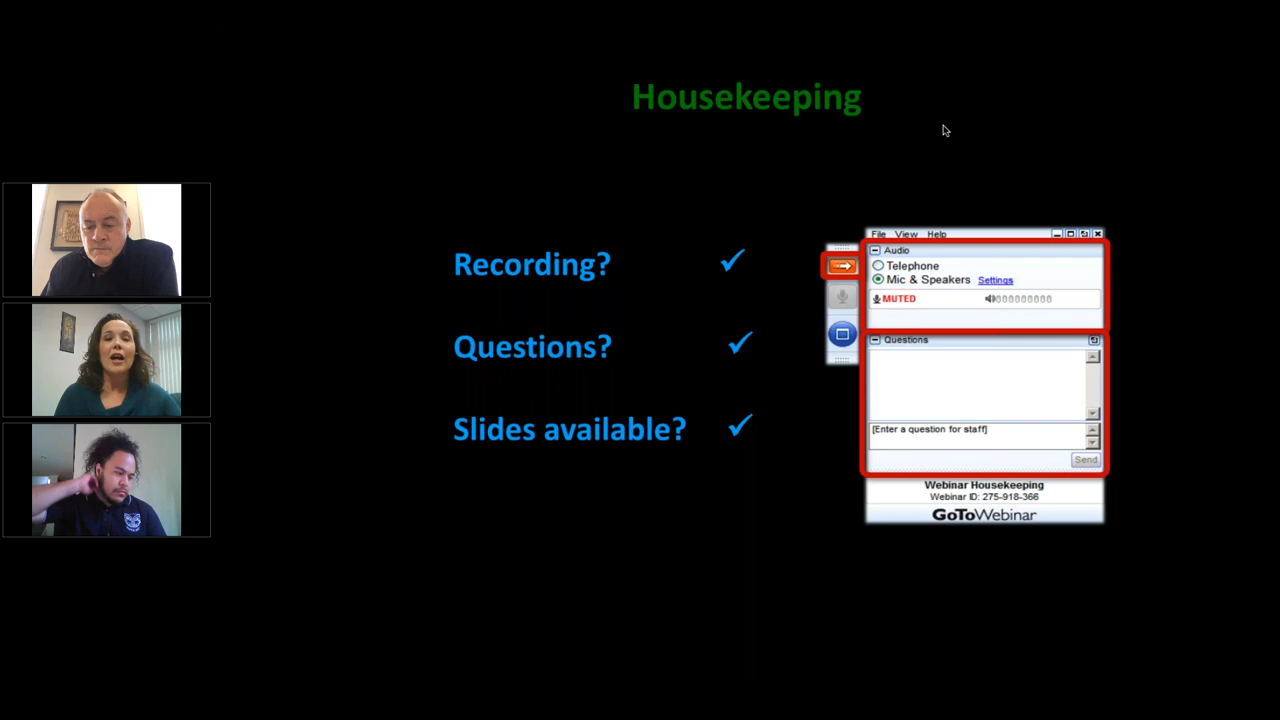 Housekeeping
Recording? ✓
Questions? ✓
Slides available? ✓
File View Help
Audio
Telephone
Mic & Speakers Settings
MUTED 000000000
Questions
[Enter a question for staff]
Send
Webinar Housekeeping
Webinar ID: 275-918-366
GoToWebinar